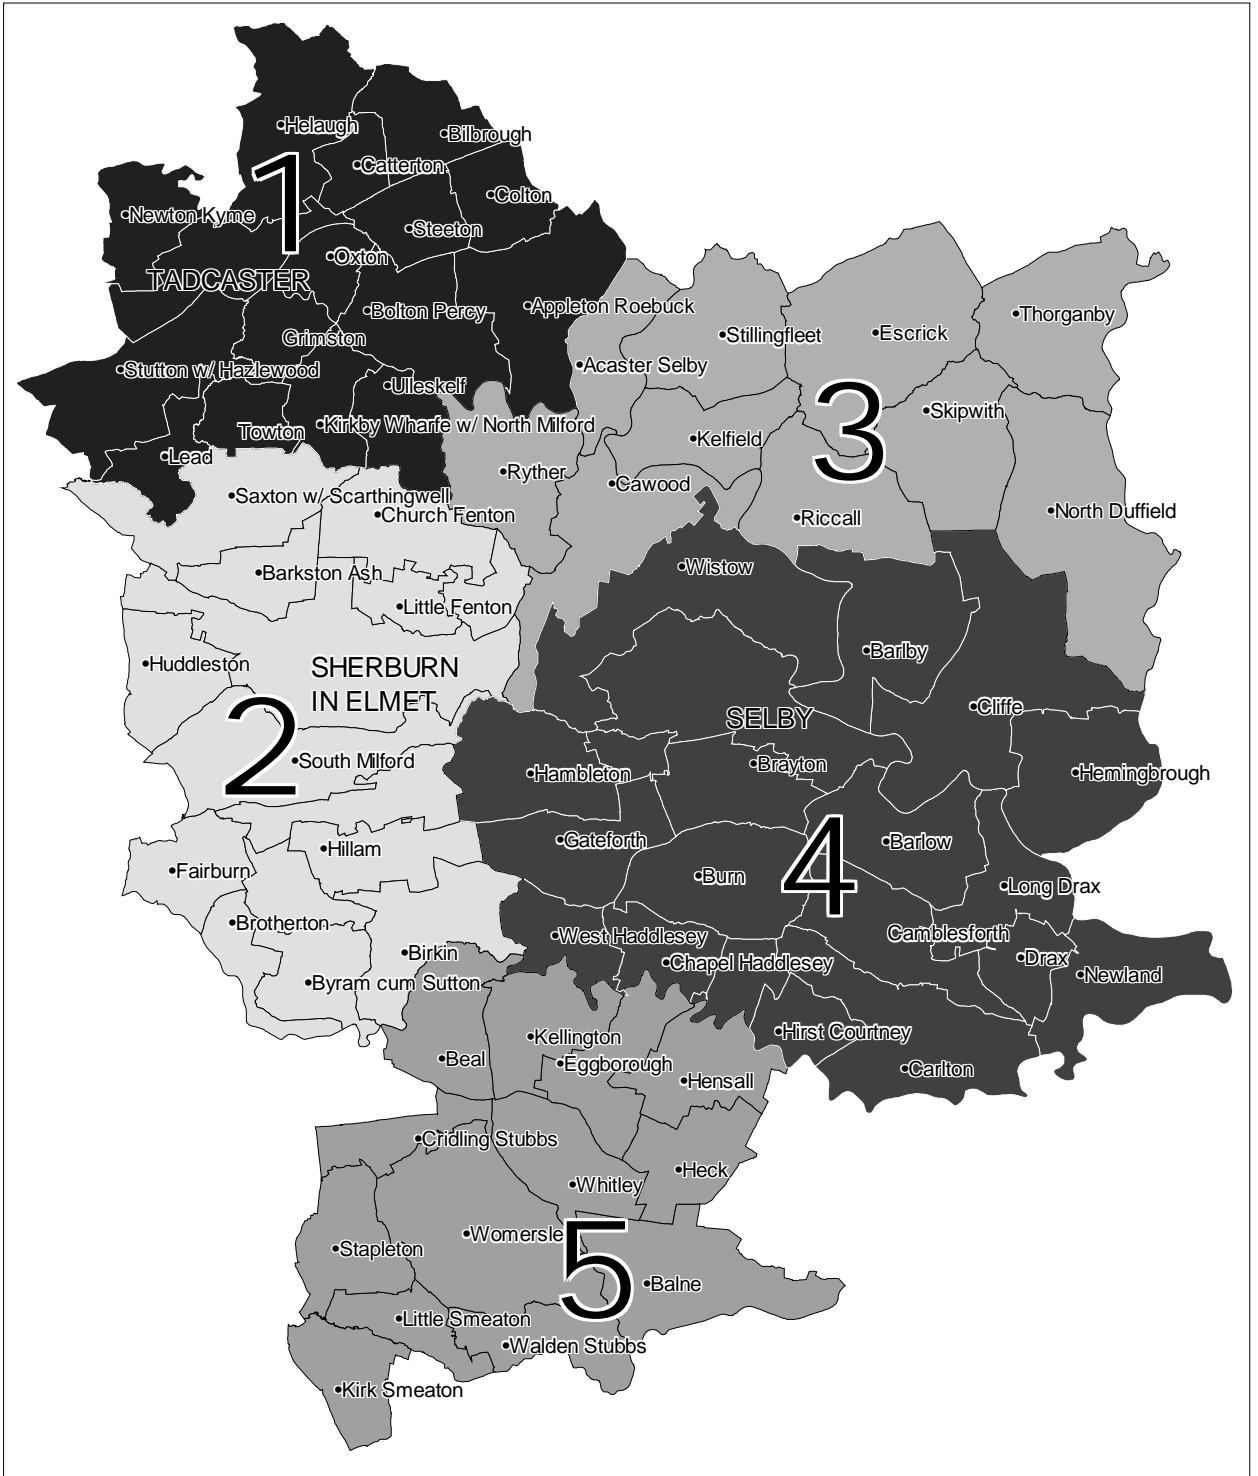 •Helaugh
•Bilbrough
•Catterton
1
•Colton
•Newton Kyme
•Steeton
•Oxton
TADCASTER
•Appleton Roebuck
•Bolton Percy
•Thorganby
•Stillingfleet
•Escrick
Grimston
•Acaster Selby
•Stutton w/ Hazlewood
•Ulleskelf
•Skipwith
•Kirkby Wharfe w/ North Milford
Towton
3
•Kelfield
•Lead
•Ryther
•Cawood
•Saxton w/ Scarthingwell
•Church Fenton
•Riccall
•North Duffield
•Wistow
•Barkston Ash
•Little Fenton
•Barlby
•Huddleston
SHERBURN
IN ELMET
•Cliffe
SELBY
2
•South Milford
•Brayton
•Hambleton
•Hemingbrough
•Gateforth
•Barlow
•Hillam
4
•Fairburn
•Burn
•Long Drax
•Brotherton
•West Haddlesey
Camblesforth
•Birkin
•Chapel Haddlesey
•Drax
•Newland
•Byram cum Sutton
•Hirst Courtney
•Kellington
•Beal
•Eggborough
•Carlton
•Hensall
•Cridling Stubbs
•Heck
•Whitley
•Womersle
•Stapleton
5
•Balne
•Little Smeaton
•Walden Stubbs
•Kirk Smeaton